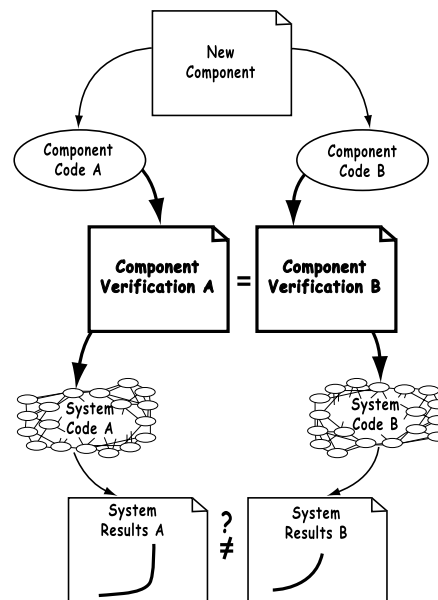 New
Component
Component
Code A
Component
Code B
Component
Verification A
=
Component
Verification B
System
Code A
System
Code B
System
Results A
?
≠
System
Results B